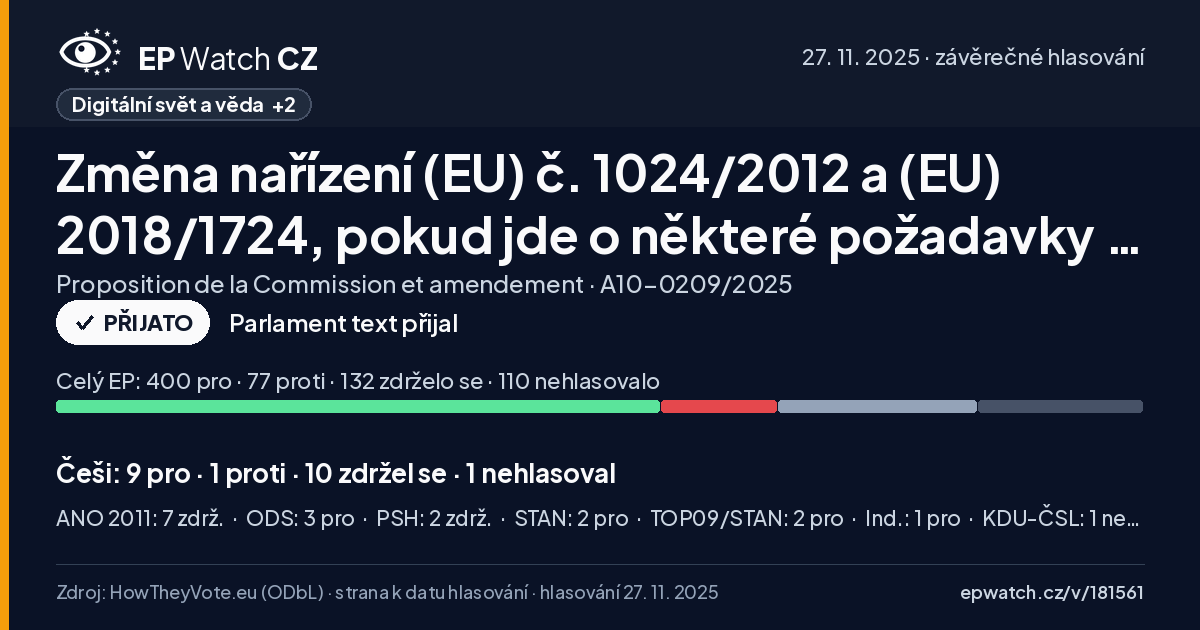 EP Watch CZ
27. 11. 2025 · závěrečné hlasování
Digitální svět a věda +2
Změna nařízení (EU) č. 1024/2012 a (EU)
2018/1724, pokud jde o některé požadavky …
Proposition de la Commission et amendement · A10-0209/2025
PŘIJATO Parlament text přijal
Celý EP: 400 pro · 77 proti · 132 zdrželo se · 110 nehlasovalo
Češi: 9 pro · 1 proti · 10 zdržel se · 1 nehlasoval
ANO 2011: 7 zdrž. · ODS: 3 pro · PSH: 2 zdrž. · STAN: 2 pro · TOP09/STAN: 2 pro · Ind.: 1 pro · KDU-ČSL: 1 ne…
Zdroj: HowTheyVote.eu (ODbL) · strana k datu hlasování · hlasování 27. 11. 2025
epwatch.cz/v/181561